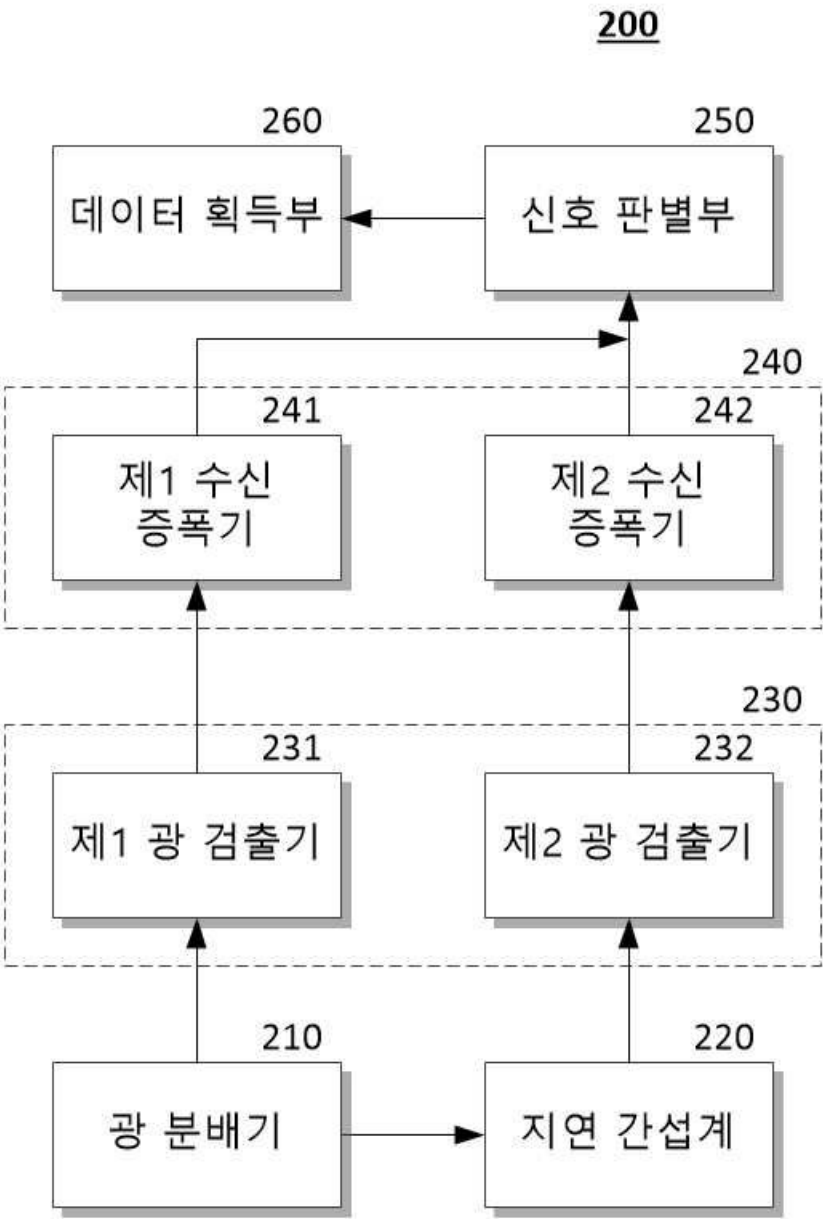 200
260
250
데이터 획득부
신호 판별부
240
241
242
제1 수신
증폭기
제2 수신
증폭기
230
231
232
제1 광 검출기
제2 광 검출기
210
220
광 분배기
지연 간섭계